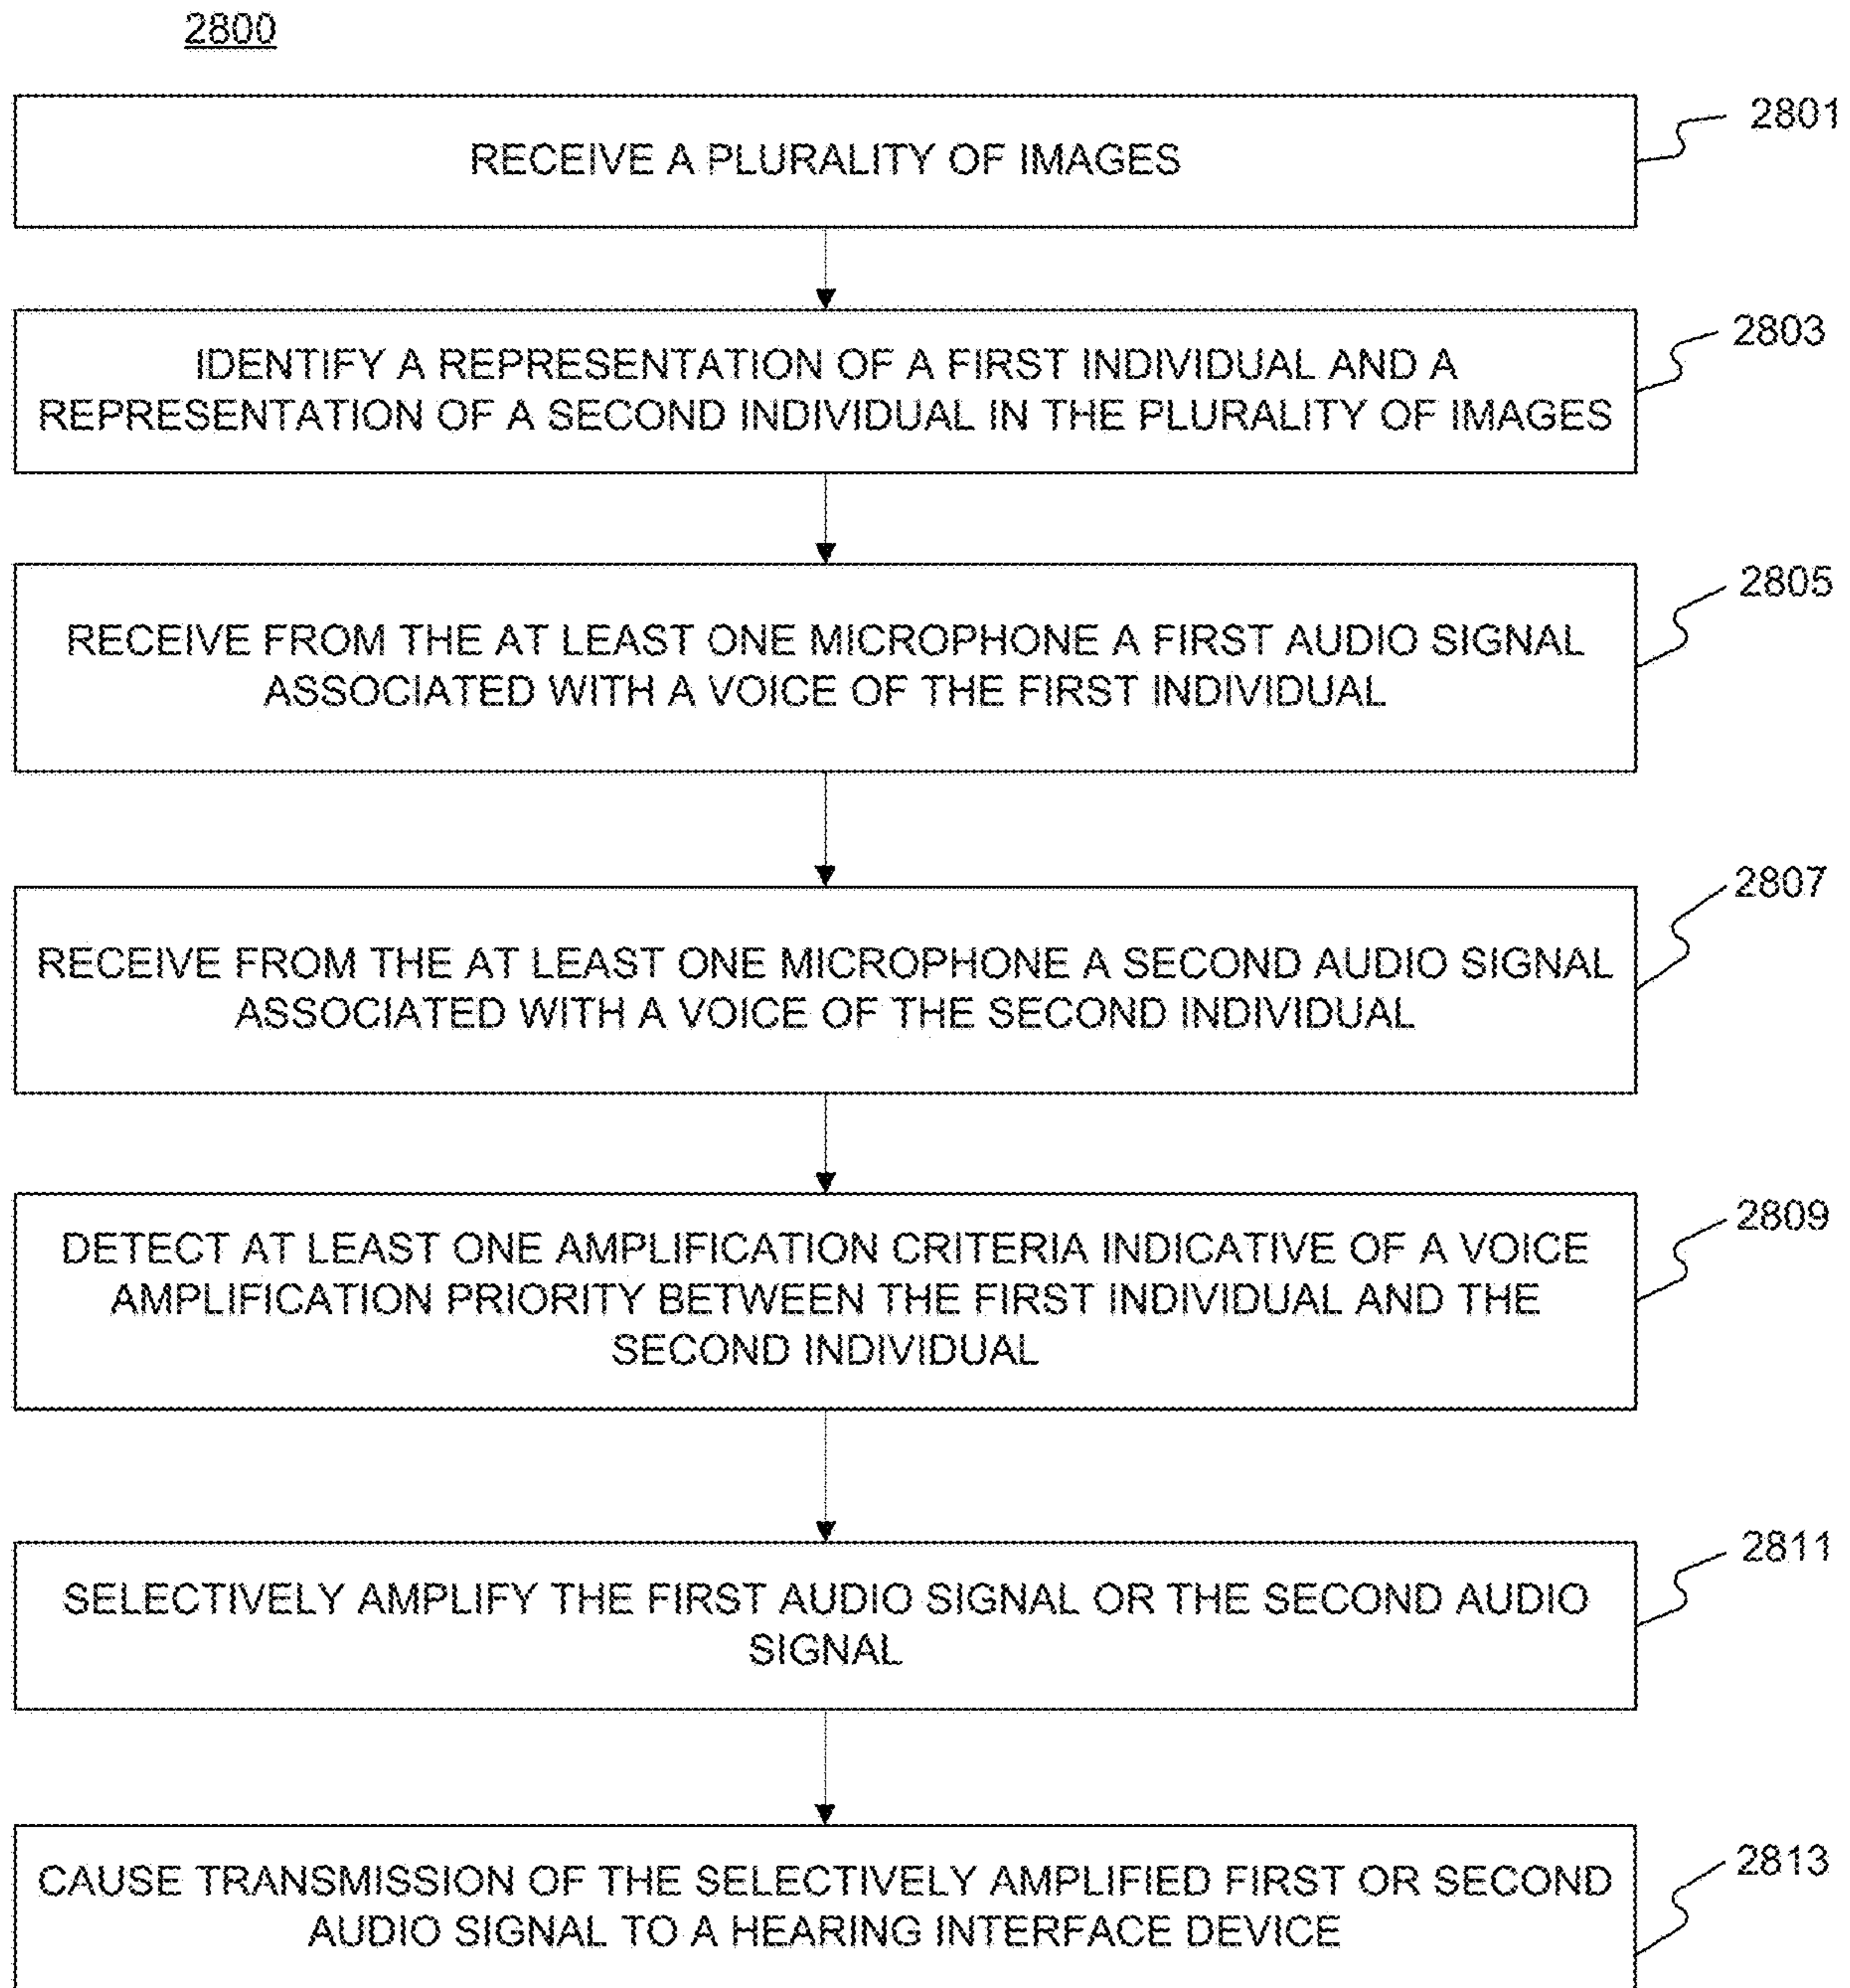 2800
RECEIVE A PLURALITY OF IMAGES
2801
IDENTIFY A REPRESENTATION OF A FIRST INDIVIDUAL AND A
REPRESENTATION OF A SECOND INDIVIDUAL IN THE PLURALITY OF IMAGES
2803
RECEIVE FROM THE AT LEAST ONE MICROPHONE A FIRST AUDIO SIGNAL
ASSOCIATED WITH A VOICE OF THE FIRST INDIVIDUAL
2805
RECEIVE FROM THE AT LEAST ONE MICROPHONE A SECOND AUDIO SIGNAL
ASSOCIATED WITH A VOICE OF THE SECOND INDIVIDUAL
2807
DETECT AT LEAST ONE AMPLIFICATION CRITERIA INDICATIVE OF A VOICE
AMPLIFICATION PRIORITY BETWEEN THE FIRST INDIVIDUAL AND THE
SECOND INDIVIDUAL
2809
SELECTIVELY AMPLIFY THE FIRST AUDIO SIGNAL OR THE SECOND AUDIO
SIGNAL
2811
CAUSE TRANSMISSION OF THE SELECTIVELY AMPLIFIED FIRST OR SECOND
AUDIO SIGNAL TO A HEARING INTERFACE DEVICE
2813